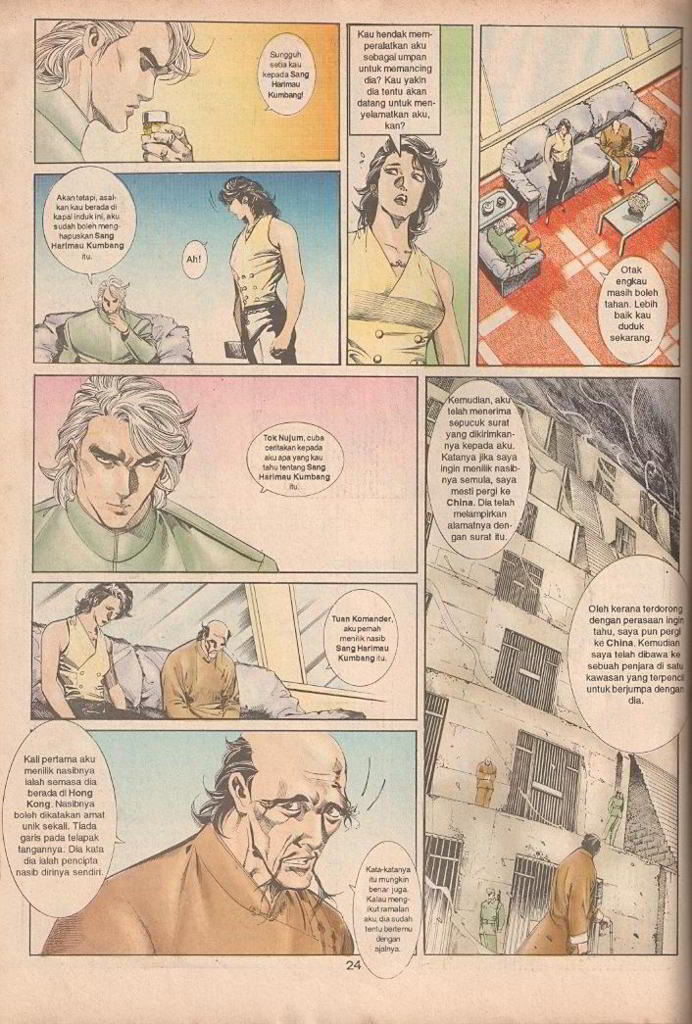 Sungguh
setia kau
kepada Sang
Harimau
Kumbang!
Akan tetapi, asal-
kan kau berada di
kapal induk ini, aku
sudah boleh meng-
hapuskan Sang
Harimau Kumbang
itu.
Ah!
Kau hendak mem-
peralatkan aku
sebagai umpan
untuk memancing
dia? Kau yakin
dia tentu akan
datang untuk men-
yelamatkan aku,
kan?
Otak
engkau
masih boleh
tahan. Lebih
baik kau
duduk
sekarang.
Tok Nujum, cuba
ceritakan kepada
aku apa yang kau
tahu tentang Sang
Harimau Kumbang
itu.
Tuan Komander,
aku pernah
menilik nasib
Sang Harimau
Kumbang itu.
Kali pertama aku
menilik nasibnya
ialah semasa dia
berada di Hong
Kong. Nasibnya
boleh dikatakan amat
unik sekali. Tiada
garis pada telapak
tangannya. Dia kata
dia ialah pencipta
nasib dirinya sendiri.
Kata-katanya
itu mungkin
benar juga.
Kalau meng-
ikut ramalan
aku, dia sudah
tentu bertemu
dengan
ajalnya.
Kemudian, aku
telah menerima
sepucuk surat
yang dikirimkan-
nya kepada aku.
Katanya jika saya
ingin menilik nasib-
nya semula, saya
mesti pergi ke
China. Dia telah
melampirkan
alamatnya den-
gan surat itu.
Oleh kerana terdorong
dengan perasaan ingin
tahu, saya pun pergi
ke China. Kemudian
saya telah dibawa ke
sebuah penjara di satu
kawasan yang terpencil
untuk berjumpa dengan
dia.
24